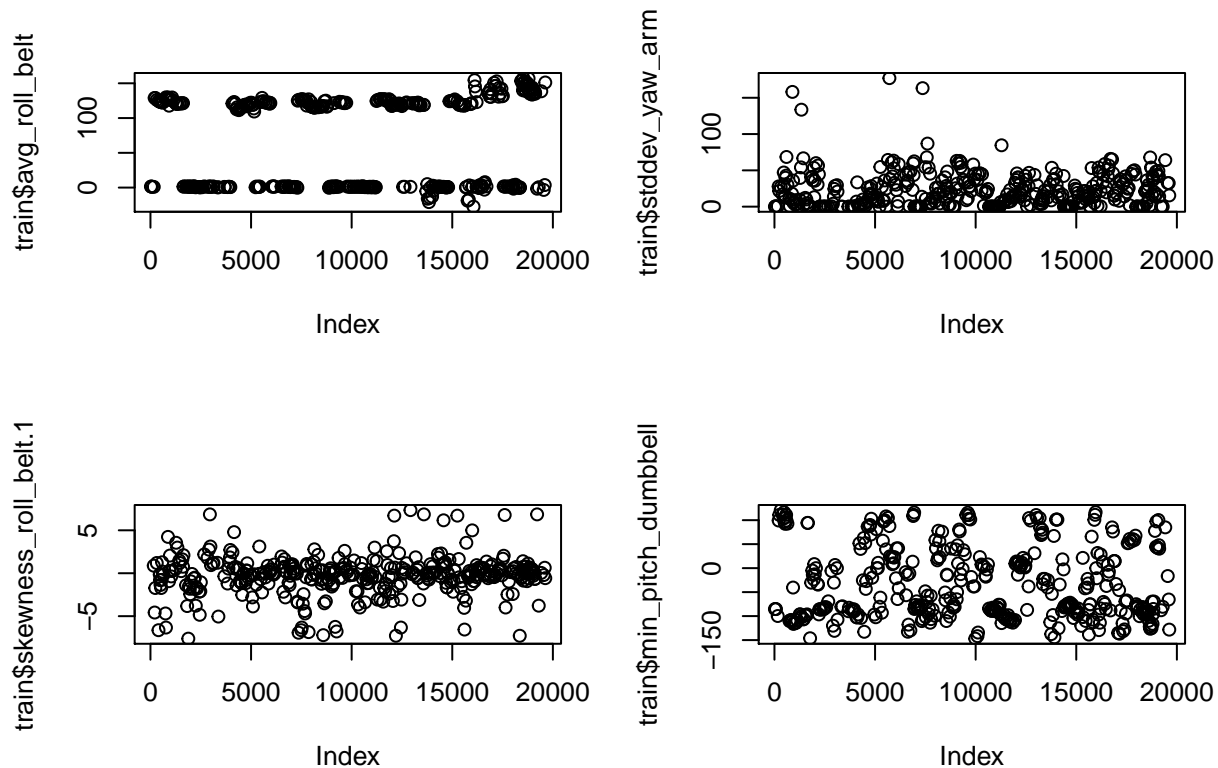 train$avg_roll_belt
100
0
0 5000 10000 15000 20000
Index
train$stddev_yaw_arm
100
0
0 5000 10000 15000 20000
Index
train$skewness_roll_belt.1
5
−5
0 5000 10000 15000 20000
Index
train$min_pitch_dumbbell
0
−150
0 5000 10000 15000 20000
Index